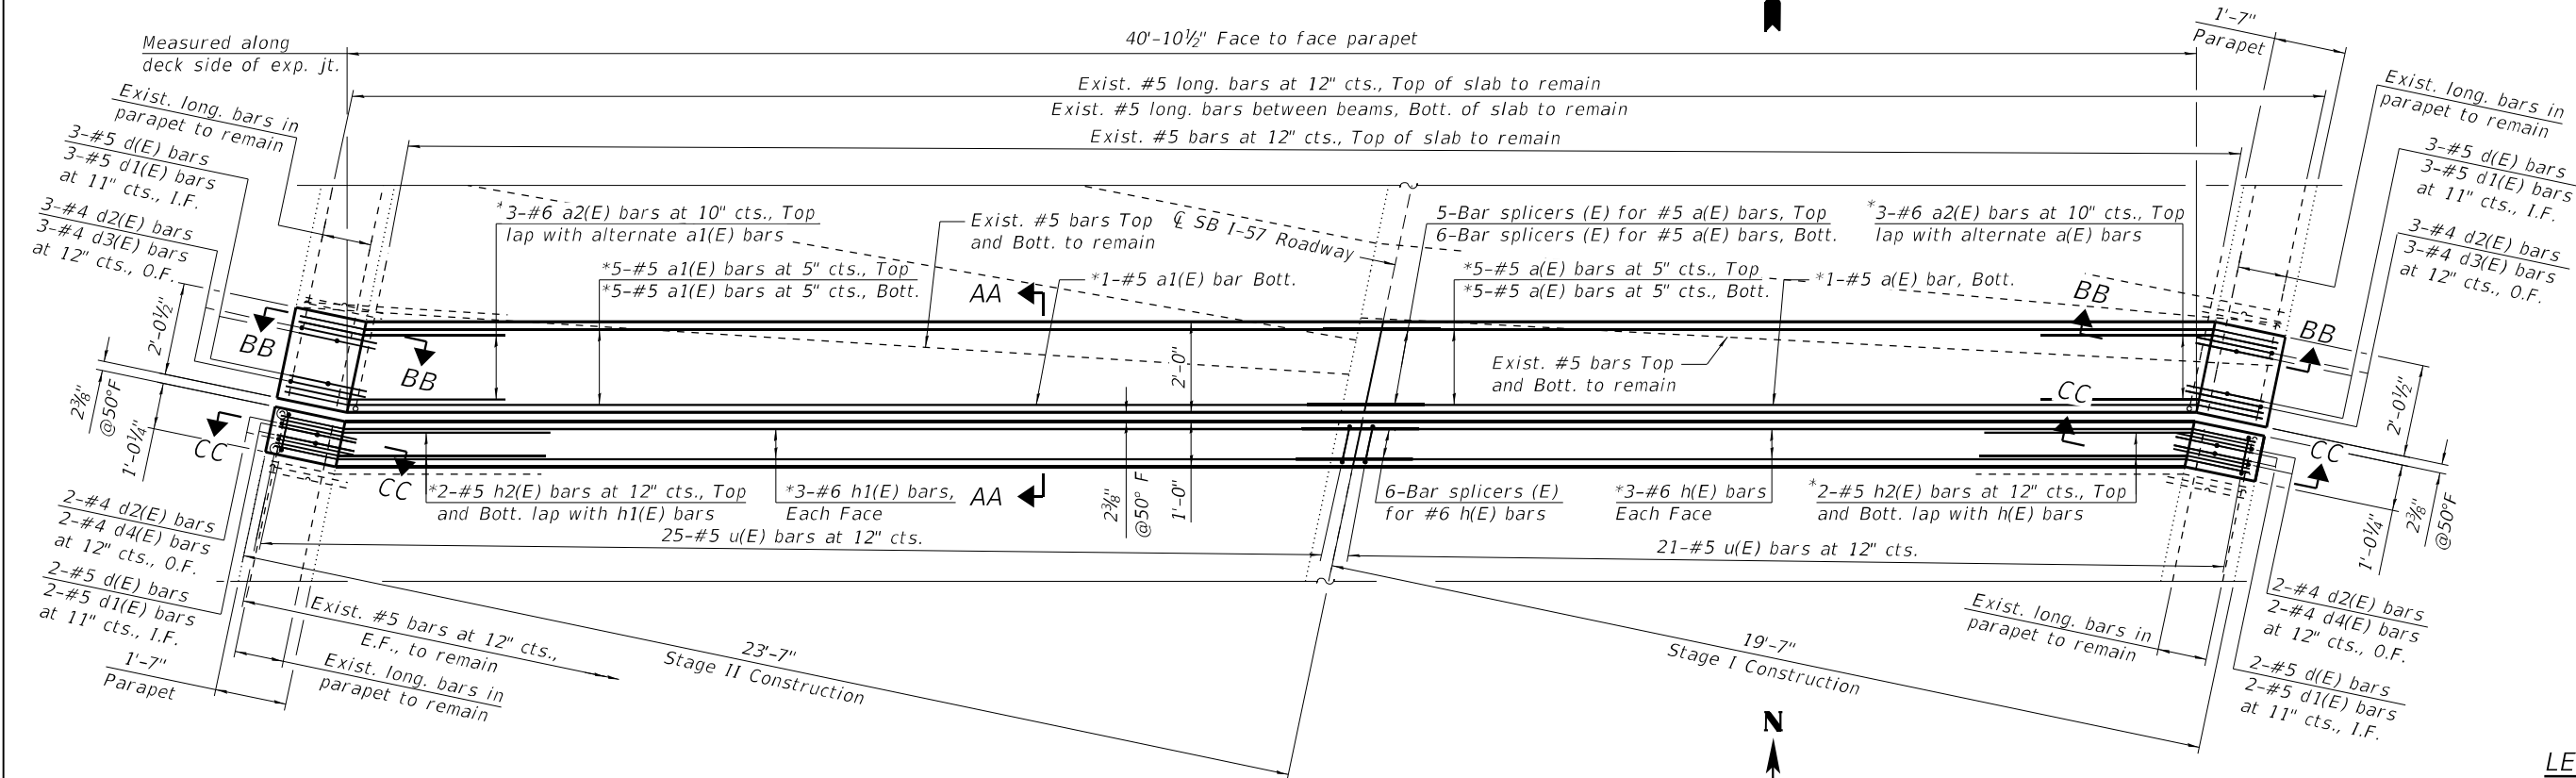 40'-10½" Face to face parapet
Measured along
deck side of exp. jt.
1'-7"
Parapet
Exist. #5 long. bars at 12" cts., Top of slab to remain
Exist. #5 long. bars between beams, Bott. of slab to remain
Exist. #5 bars at 12" cts., Top of slab to remain
Exist. long. bars in
parapet to remain
3-#5 d(E) bars
3-#5 d1(E) bars
at 11" cts., I.F.
3-#4 d2(E) bars
3-#4 d3(E) bars
at 12" cts., O.F.
*3-#6 a2(E) bars at 10" cts., Top
lap with alternate a1(E) bars
Exist. #5 bars Top
and Bott. to remain
℄ SB I-57 Roadway
5-Bar splicers (E) for #5 a(E) bars, Top
6-Bar splicers (E) for #5 a(E) bars, Bott.
*3-#6 a2(E) bars at 10" cts., Top
lap with alternate a(E) bars
Exist. long. bars in
parapet to remain
3-#5 d(E) bars
3-#5 d1(E) bars
at 11" cts., I.F.
3-#4 d2(E) bars
3-#4 d3(E) bars
at 12" cts., O.F.
*5-#5 a1(E) bars at 5" cts., Top
*5-#5 a1(E) bars at 5" cts., Bott.
AA
*1-#5 a1(E) bar Bott.
*5-#5 a(E) bars at 5" cts., Top
*5-#5 a(E) bars at 5" cts., Bott.
*1-#5 a(E) bar, Bott.
BB
BB
2'-0½"
BB
BB
2'-0"
Exist. #5 bars Top
and Bott. to remain
CC
2'-0½"
2⅜"
@50°F
1'-0¼"
CC
CC
*2-#5 h2(E) bars at 12" cts., Top
and Bott. lap with h1(E) bars
*3-#6 h1(E) bars,
Each Face
AA
2⅜"
@50° F
1'-0"
6-Bar splicers (E)
for #6 h(E) bars
*3-#6 h(E) bars
Each Face
*2-#5 h2(E) bars at 12" cts., Top
and Bott. lap with h(E) bars
CC
1'-0¼"
2⅜"
@50°F
25-#5 u(E) bars at 12" cts.
21-#5 u(E) bars at 12" cts.
2-#4 d2(E) bars
2-#4 d4(E) bars
at 12" cts., O.F.
2-#5 d(E) bars
2-#5 d1(E) bars
at 11" cts., I.F.
1'-7"
Parapet
Exist. #5 bars at 12" cts.,
E.F., to remain
Exist. long. bars in
parapet to remain
23'-7"
Stage II Construction
19'-7"
Stage I Construction
Exist. long. bars in
parapet to remain
2-#4 d2(E) bars
2-#4 d4(E) bars
at 12" cts., O.F.
2-#5 d(E) bars
2-#5 d1(E) bars
at 11" cts., I.F.
N
LE